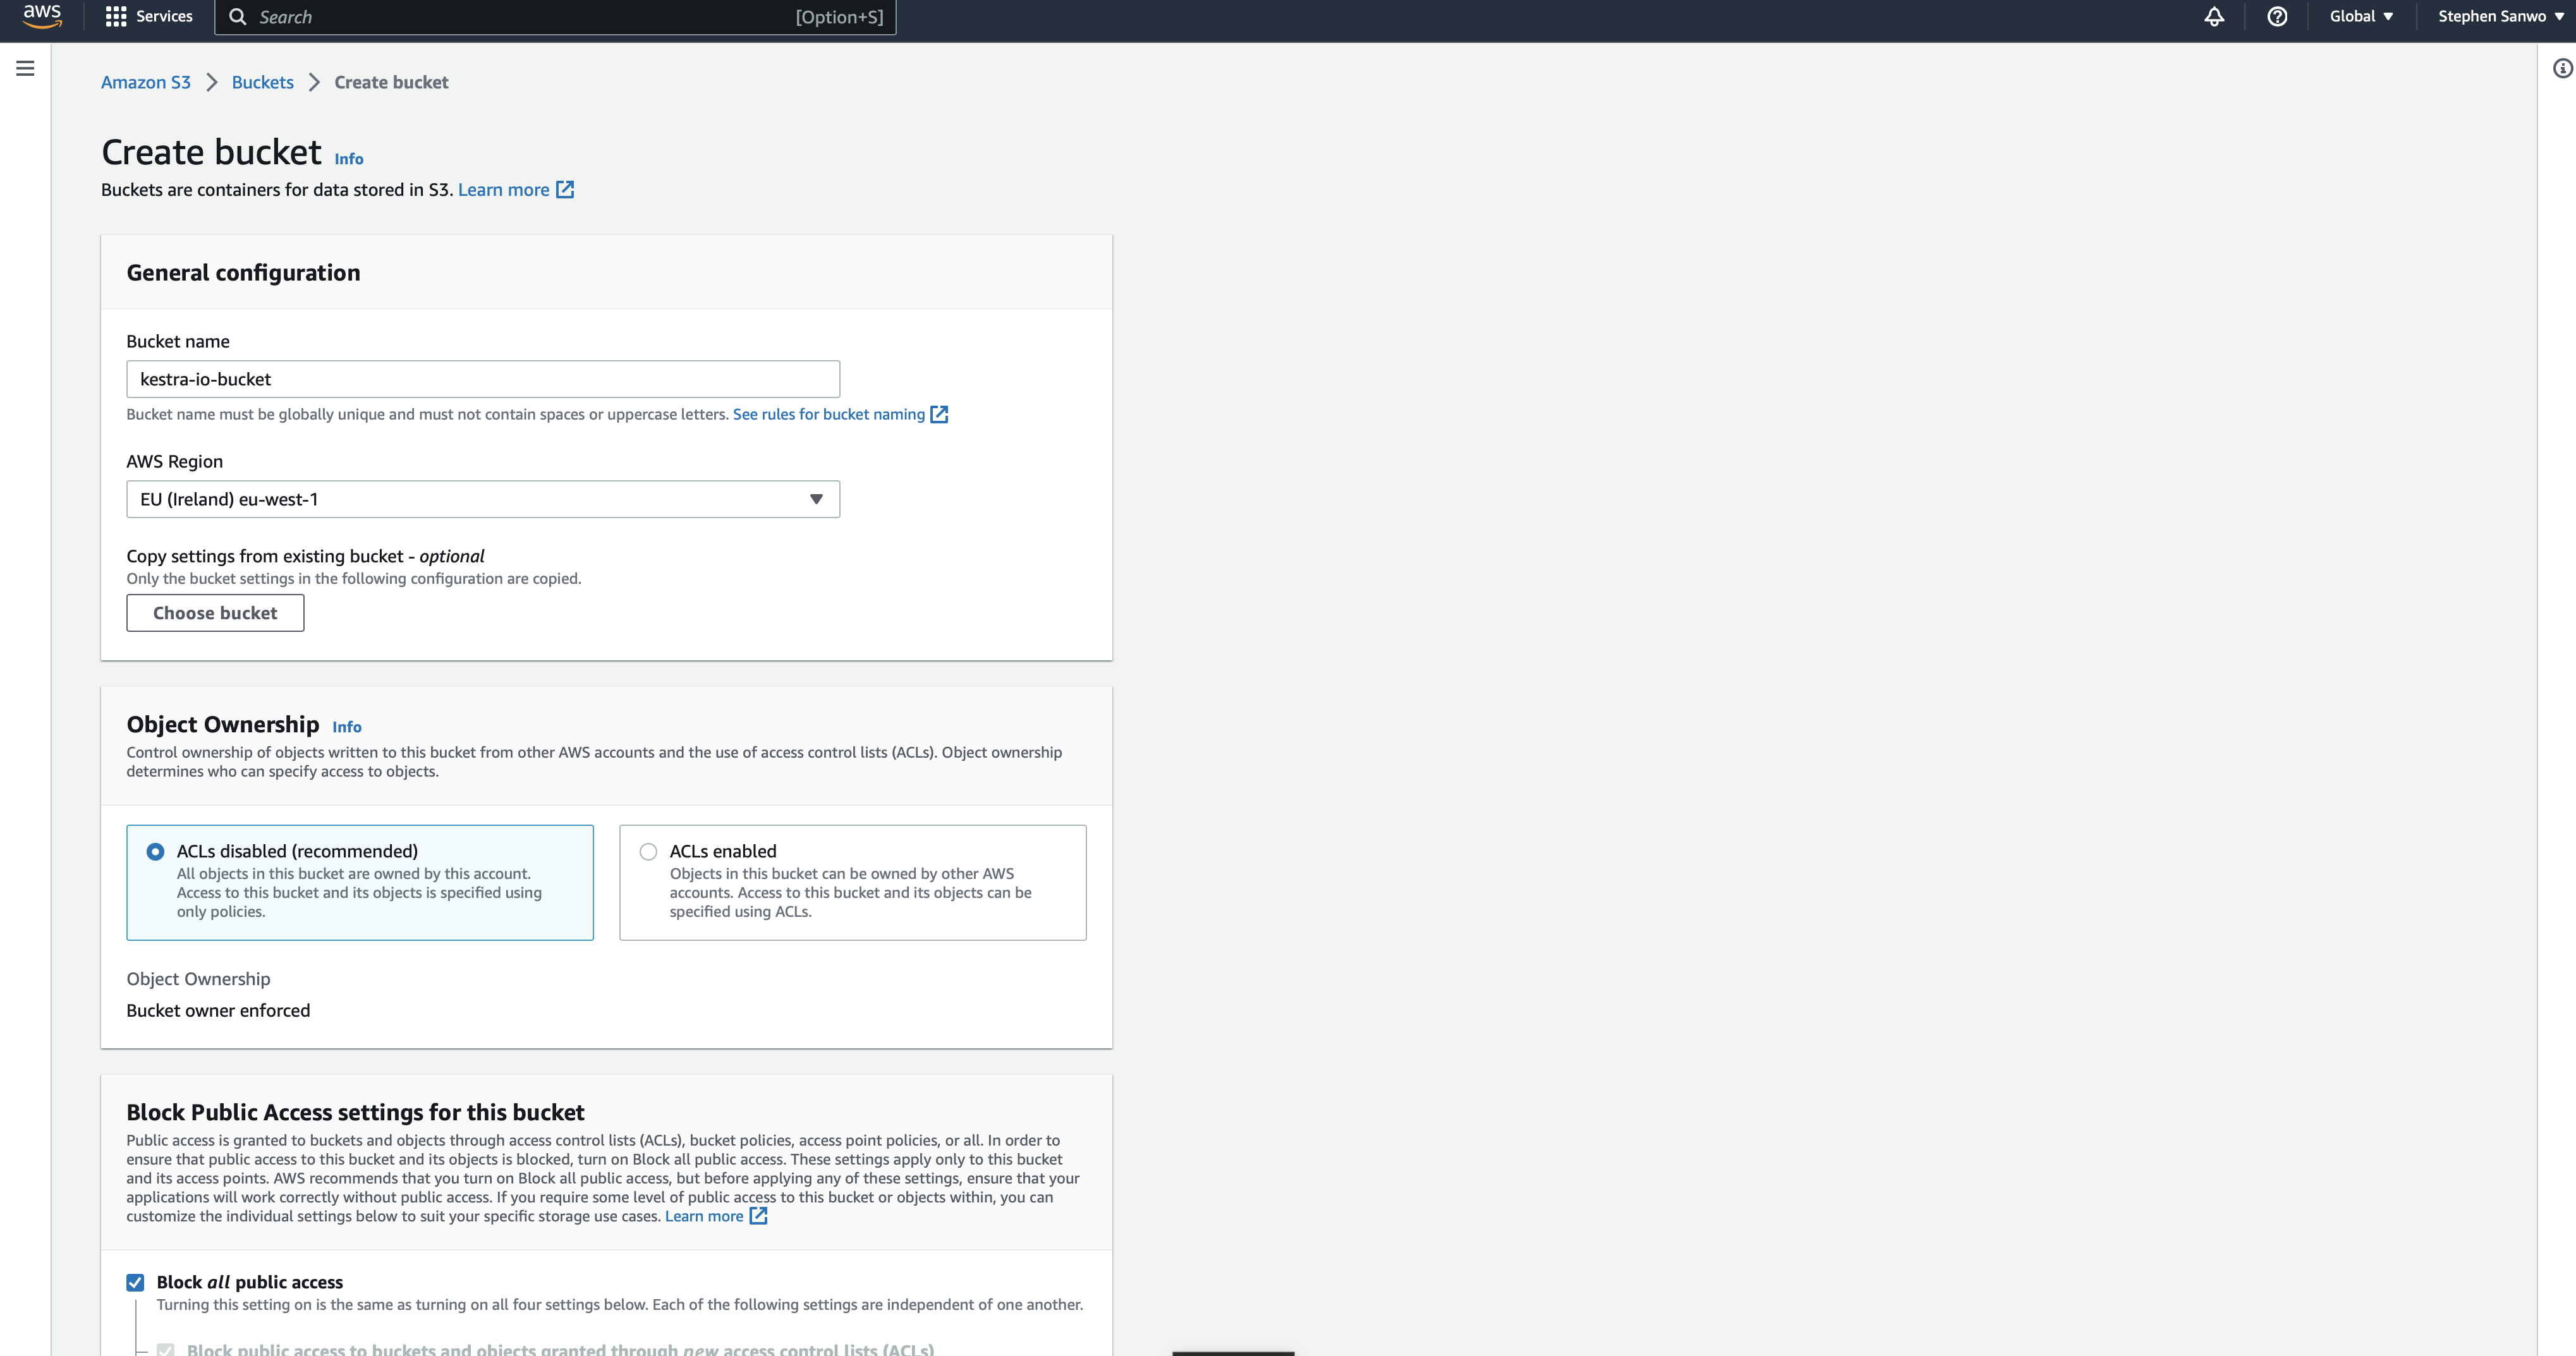 aws Services Search [Option+S] Global Stephen Sanwo
Amazon S3 Buckets Create bucket
Create bucket Info
Buckets are containers for data stored in S3. Learn more
General configuration
Bucket name
kestra-io-bucket
Bucket name must be globally unique and must not contain spaces or uppercase letters. See rules for bucket naming
AWS Region
EU (Ireland) eu-west-1
Copy settings from existing bucket - optional
Only the bucket settings in the following configuration are copied.
Choose bucket
Object Ownership Info
Control ownership of objects written to this bucket from other AWS accounts and the use of access control lists (ACLs). Object ownership
determines who can specify access to objects.
ACLs disabled (recommended)
All objects in this bucket are owned by this account.
Access to this bucket and its objects is specified using
only policies.
ACLs enabled
Objects in this bucket can be owned by other AWS
accounts. Access to this bucket and its objects can be
specified using ACLs.
Object Ownership
Bucket owner enforced
Block Public Access settings for this bucket
Public access is granted to buckets and objects through access control lists (ACLs), bucket policies, access point policies, or all. In order to
ensure that public access to this bucket and its objects is blocked, turn on Block all public access. These settings apply only to this bucket
and its access points. AWS recommends that you turn on Block all public access, but before applying any of these settings, ensure that your
applications will work correctly without public access. If you require some level of public access to this bucket or objects within, you can
customize the individual settings below to suit your specific storage use cases. Learn more
Block all public access
Turning this setting on is the same as turning on all four settings below. Each of the following settings are independent of one another.
Block public access to buckets and objects granted through new access control lists (ACLs)